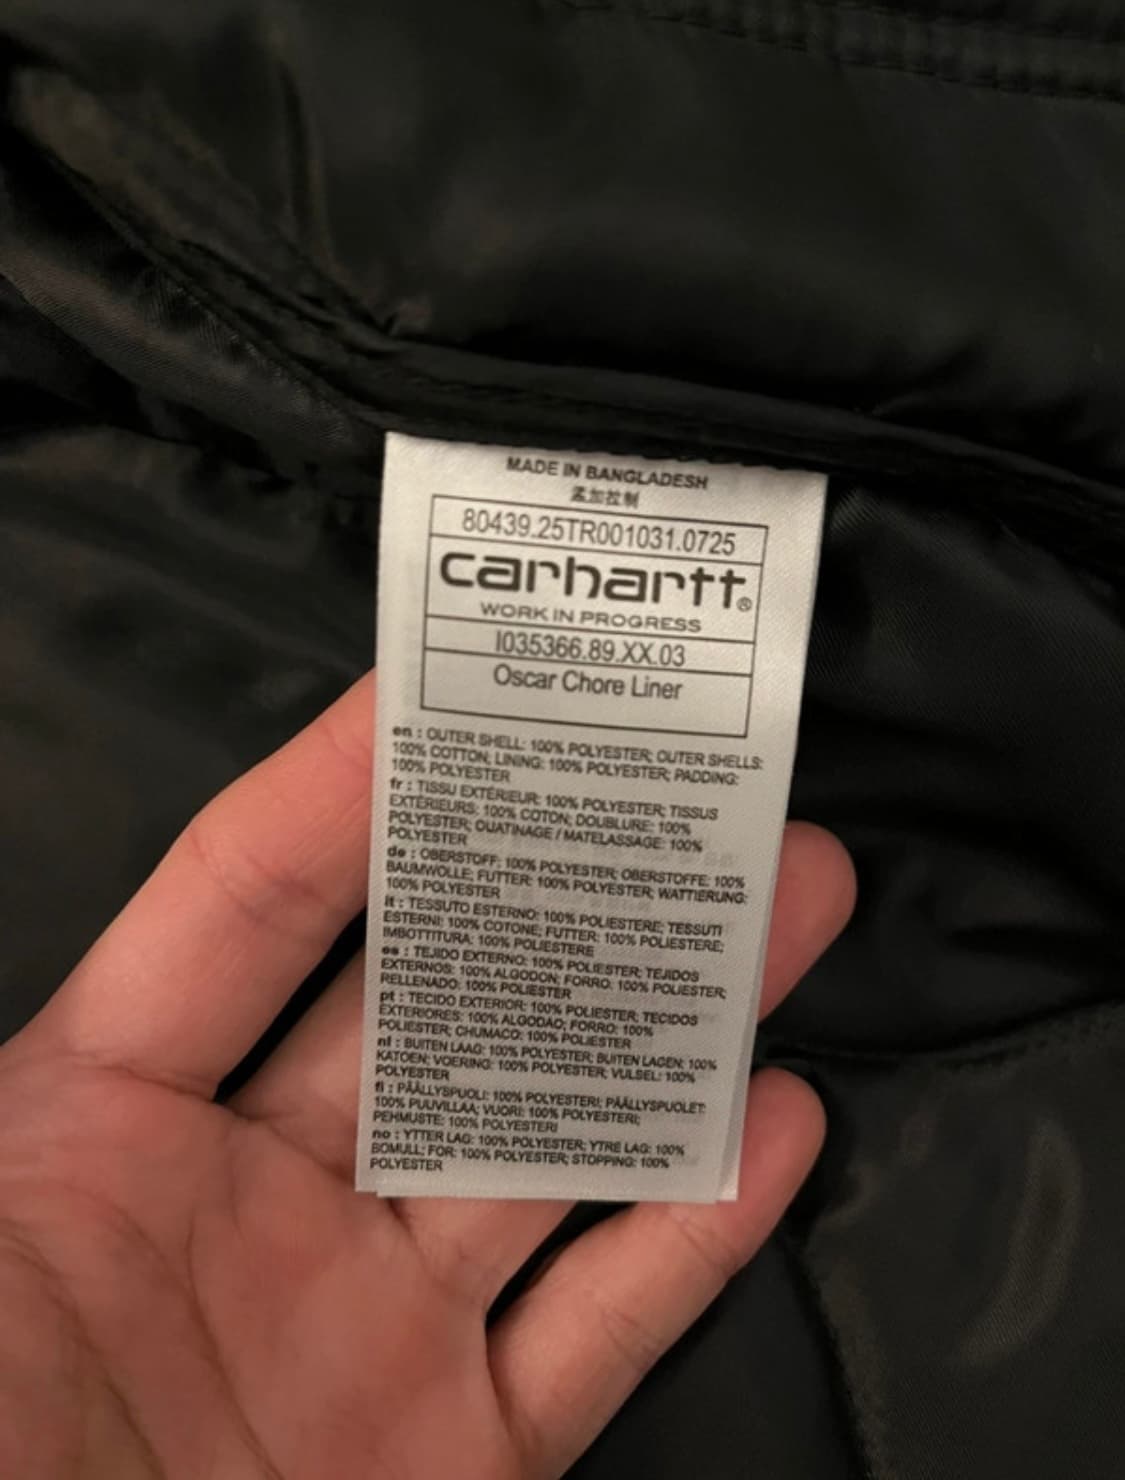 MADE IN BANGLADESH
孟加拉制
80439.25TR001031.0725
carhartt®
WORK IN PROGRESS
I035366.89.XX.03
Oscar Chore Liner
en : OUTER SHELL: 100% POLYESTER; OUTER SHELLS:
100% COTTON; LINING: 100% POLYESTER; PADDING:
100% POLYESTER
fr : TISSU EXTÉRIEUR: 100% POLYESTER; TISSUS
EXTÉRIEURS: 100% COTON; DOUBLURE: 100%
POLYESTER; OUATINAGE / MATELASSAGE: 100%
POLYESTER
de : OBERSTOFF: 100% POLYESTER; OBERSTOFFE: 100%
BAUMWOLLE; FUTTER: 100% POLYESTER; WATTIERUNG:
100% POLYESTER
it : TESSUTO ESTERNO: 100% POLIESTERE; TESSUTI
ESTERNI: 100% COTONE; FUTTER: 100% POLIESTERE;
IMBOTTITURA: 100% POLIESTERE
es : TEJIDO EXTERNO: 100% POLIESTER; TEJIDOS
EXTERNOS: 100% ALGODON; FORRO: 100% POLIESTER;
RELLENADO: 100% POLIESTER
pt : TECIDO EXTERIOR: 100% POLIESTER; TECIDOS
EXTERIORES: 100% ALGODAO; FORRO: 100%
POLIESTER; CHUMACO: 100% POLIESTER
nl : BUITEN LAAG: 100% POLYESTER; BUITEN LAGEN: 100%
KATOEN; VOERING: 100% POLYESTER; VULSEL: 100%
POLYESTER
fi : PÄÄLLYSPUOLI: 100% POLYESTERI; PÄÄLLYSPUOLET:
100% PUUVILLAA; VUORI: 100% POLYESTERI;
PEHMUSTE: 100% POLYESTERI
no : YTTER LAG: 100% POLYESTER; YTRE LAG: 100%
BOMULL; FOR: 100% POLYESTER; STOPPING: 100%
POLYESTER